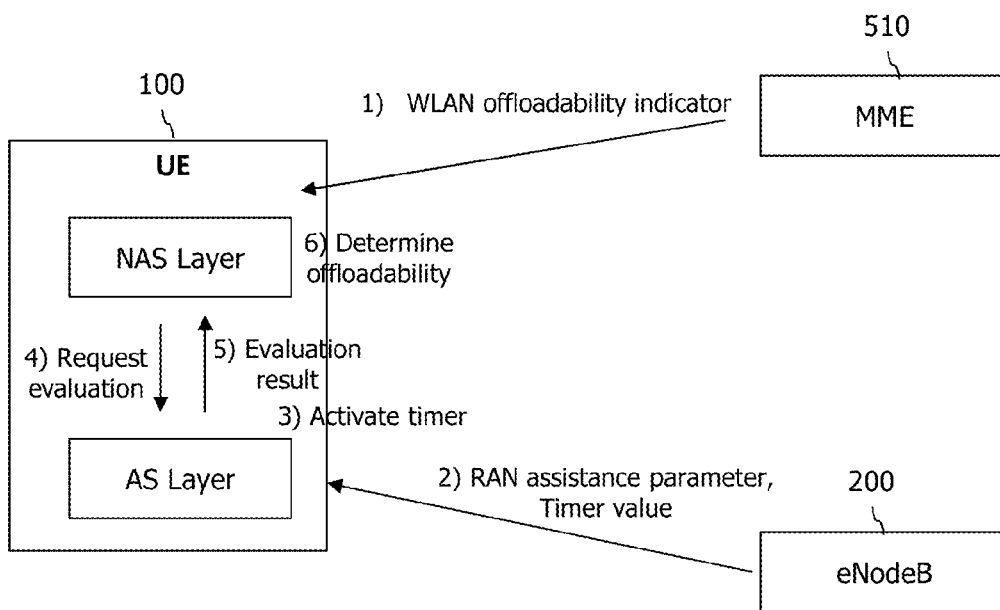 510
MME
100
1) WLAN offloadability indicator
UE
NAS Layer
6) Determine
offloadability
4) Request
evaluation
5) Evaluation
result
3) Activate timer
AS Layer
2) RAN assistance parameter,
Timer value
200
eNodeB